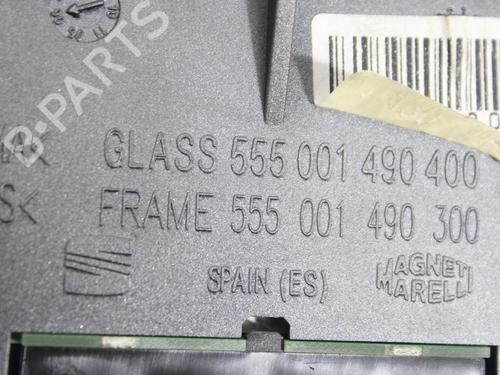 B-PARTS
GLASS 555 001 490 400
S< FRAME 555 001 490 300
SPAIN (ES)
MAGNETI
MARELLI